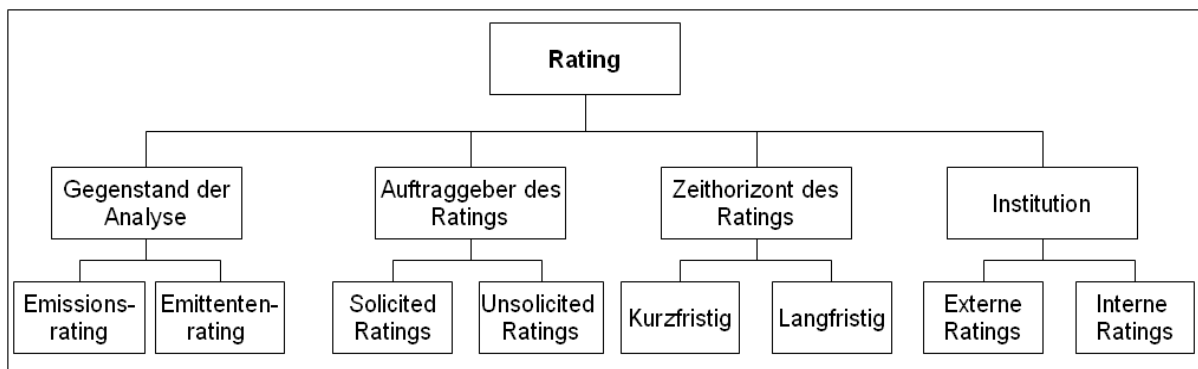 Rating
Gegenstand der
Analyse
Auftraggeber des
Ratings
Zeithorizont des
Ratings
Institution
Emissions-
rating
Emittenten-
rating
Solicited
Ratings
Unsolicited
Ratings
Kurzfristig
Langfristig
Externe
Ratings
Interne
Ratings